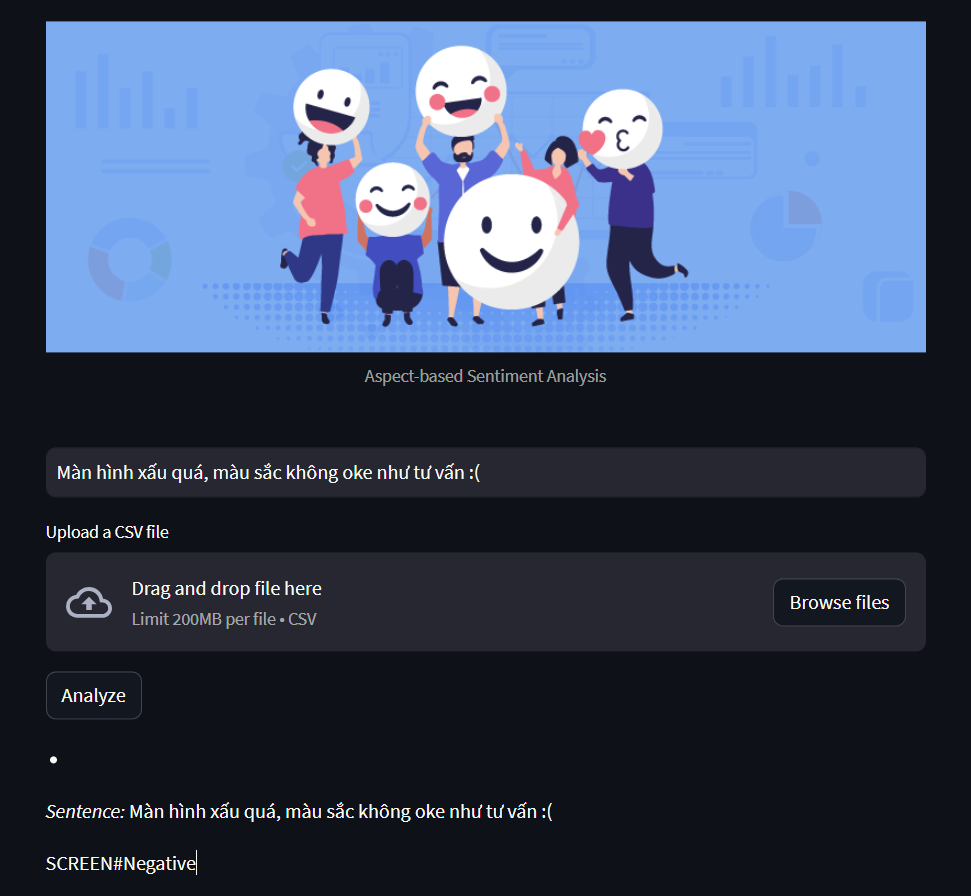 Aspect-based Sentiment Analysis
Màn hình xấu quá, màu sắc không oke như tư vấn :(
Upload a CSV file
Drag and drop file here
Limit 200MB per file • CSV
Browse files
Analyze
•
Sentence: Màn hình xấu quá, màu sắc không oke như tư vấn :(
SCREEN#Negative